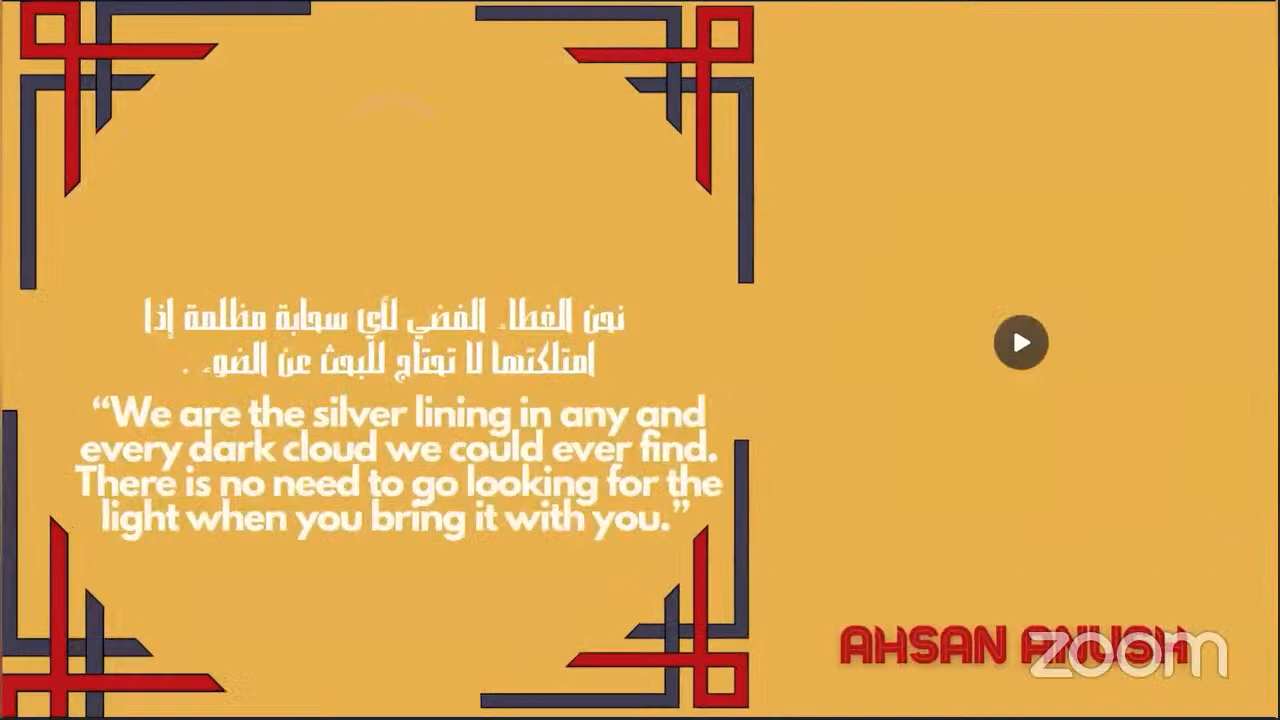 نحن الغطاء الفضي لأي سحابة مظلمة إذا
امتلكتها لا تحتاج للبحث عن الضوء .
“We are the silver lining in any and
every dark cloud we could ever find.
There is no need to go looking for the
light when you bring it with you.”
AHSAN ANUSH
zoom